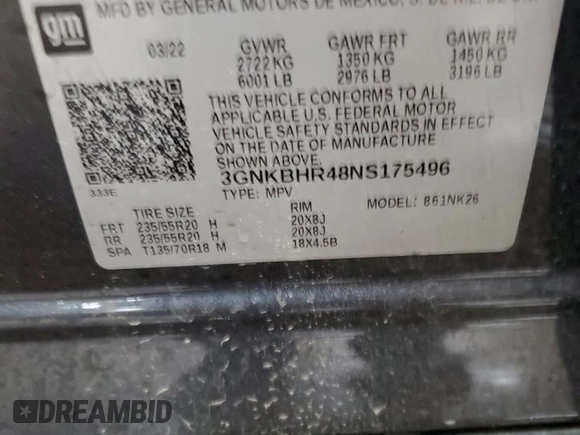 MFD BY GENERAL MOTORS DE MEXICO, S. DE R.L. DE C.V.
gm
03/22 GVWR GAWR FRT GAWR RR
2722 KG 1350 KG 1450 KG
6001 LB 2976 LB 3196 LB
THIS VEHICLE CONFORMS TO ALL
APPLICABLE U.S. FEDERAL MOTOR
VEHICLE SAFETY STANDARDS IN EFFECT
ON THE DATE OF MANUFACTURE
SHOWN ABOVE.
333E 3GNKBHR48NS175496
TYPE: MPV MODEL: 861NK26
TIRE SIZE RIM
FRT 235/55R20 H 20X8J
RR 235/55R20 H 20X8J
SPA T135/70R18 M 18X4.5B
DREAMBID